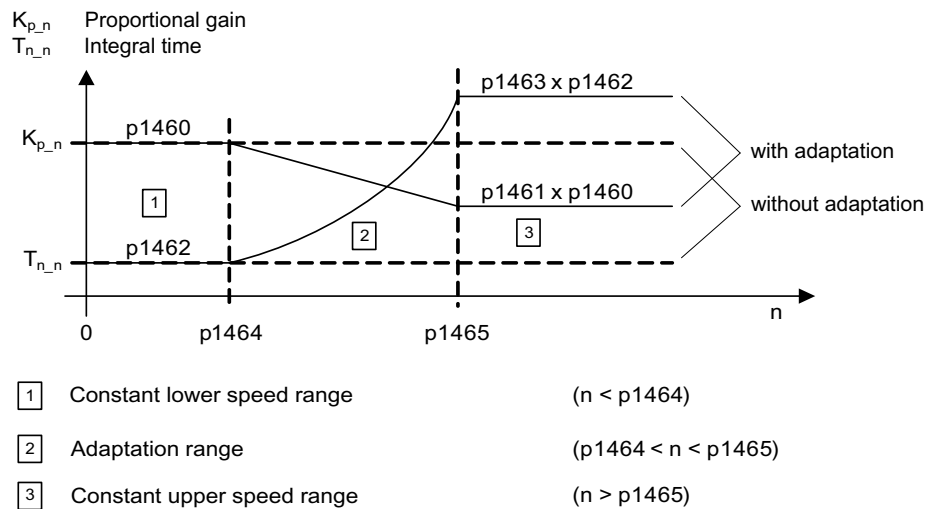 K_p_n Proportional gain
T_n_n Integral time
p1463 x p1462
p1460
K_p_n
with adaptation
p1461 x p1460
without adaptation
1
2
3
p1462
T_n_n
n
0 p1464 p1465
1 Constant lower speed range (n < p1464)
2 Adaptation range (p1464 < n < p1465)
3 Constant upper speed range (n > p1465)